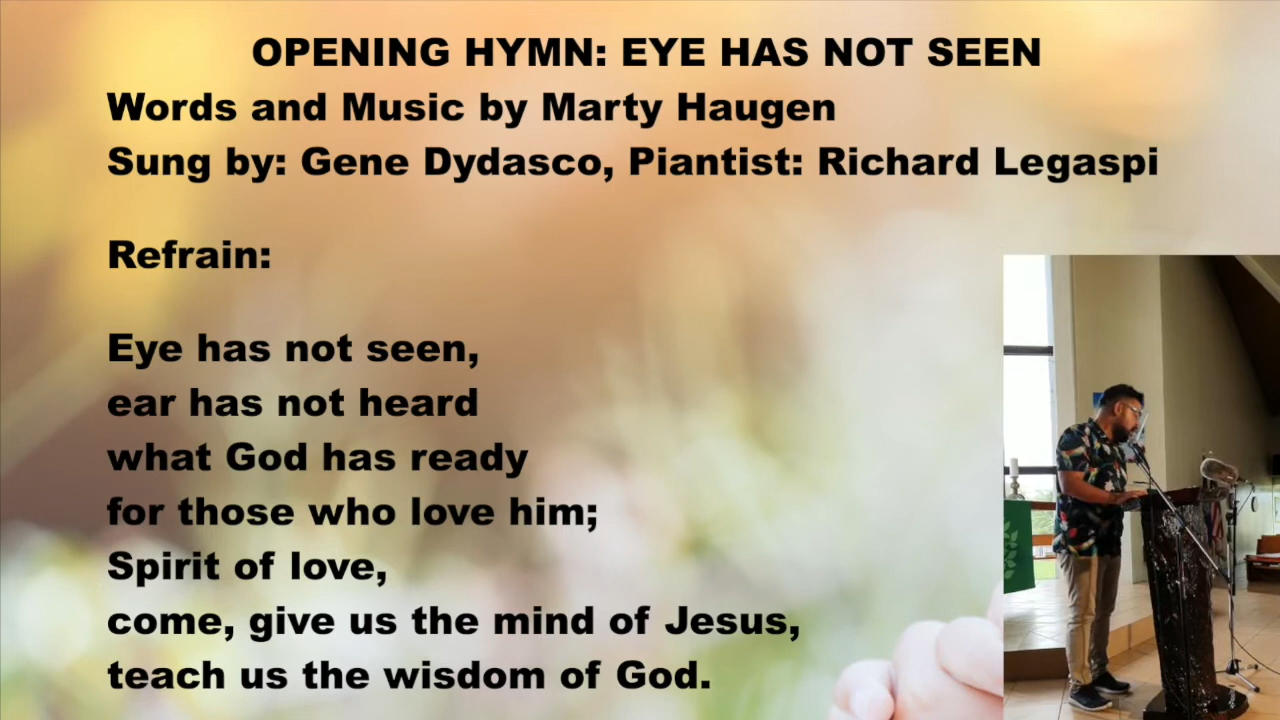 OPENING HYMN: EYE HAS NOT SEEN
Words and Music by Marty Haugen
Sung by: Gene Dydasco, Piantist: Richard Legaspi
Refrain:
Eye has not seen,
ear has not heard
what God has ready
for those who love him;
Spirit of love,
come, give us the mind of Jesus,
teach us the wisdom of God.